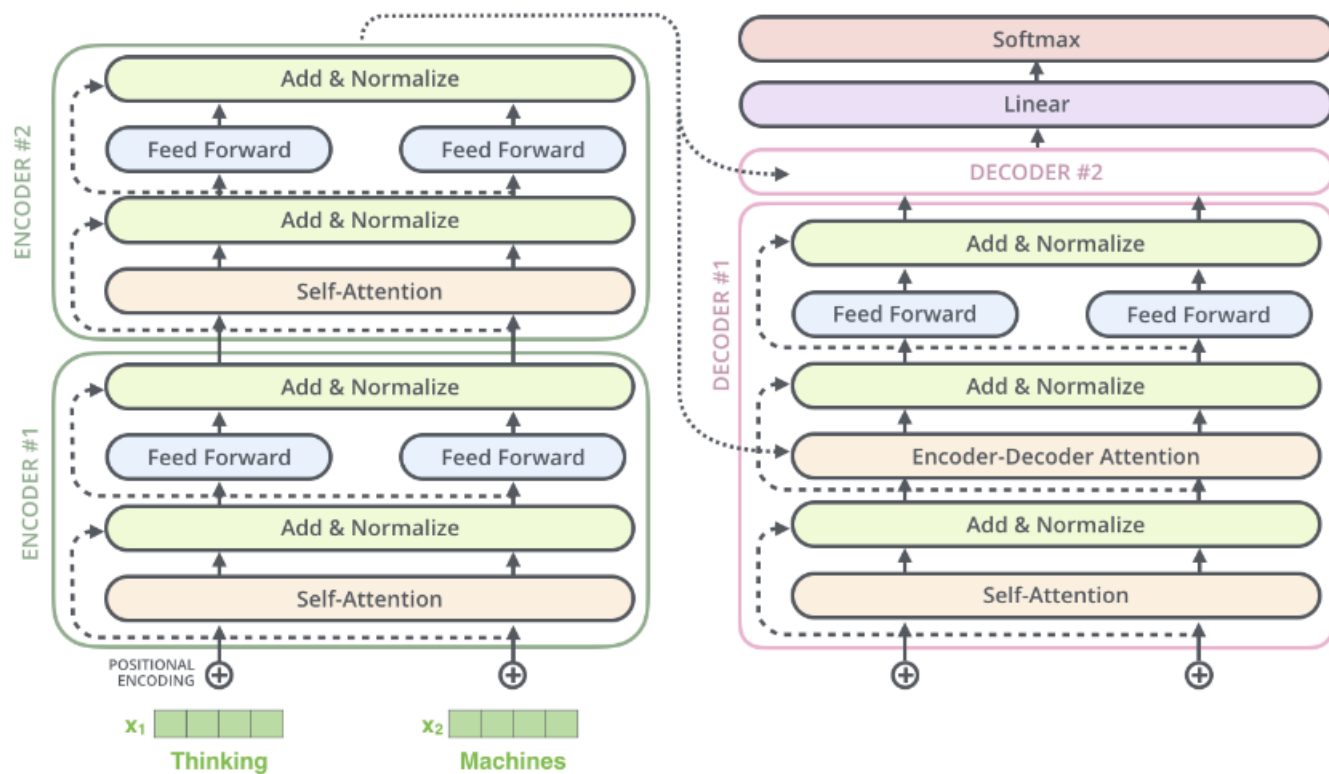 ENCODER #2
Add & Normalize
Feed Forward
Feed Forward
Add & Normalize
Self-Attention
ENCODER #1
Add & Normalize
Feed Forward
Feed Forward
Add & Normalize
Self-Attention
POSITIONAL
ENCODING
x₁
x₂
Thinking
Machines
Softmax
Linear
DECODER #2
DECODER #1
Add & Normalize
Feed Forward
Feed Forward
Add & Normalize
Encoder-Decoder Attention
Add & Normalize
Self-Attention